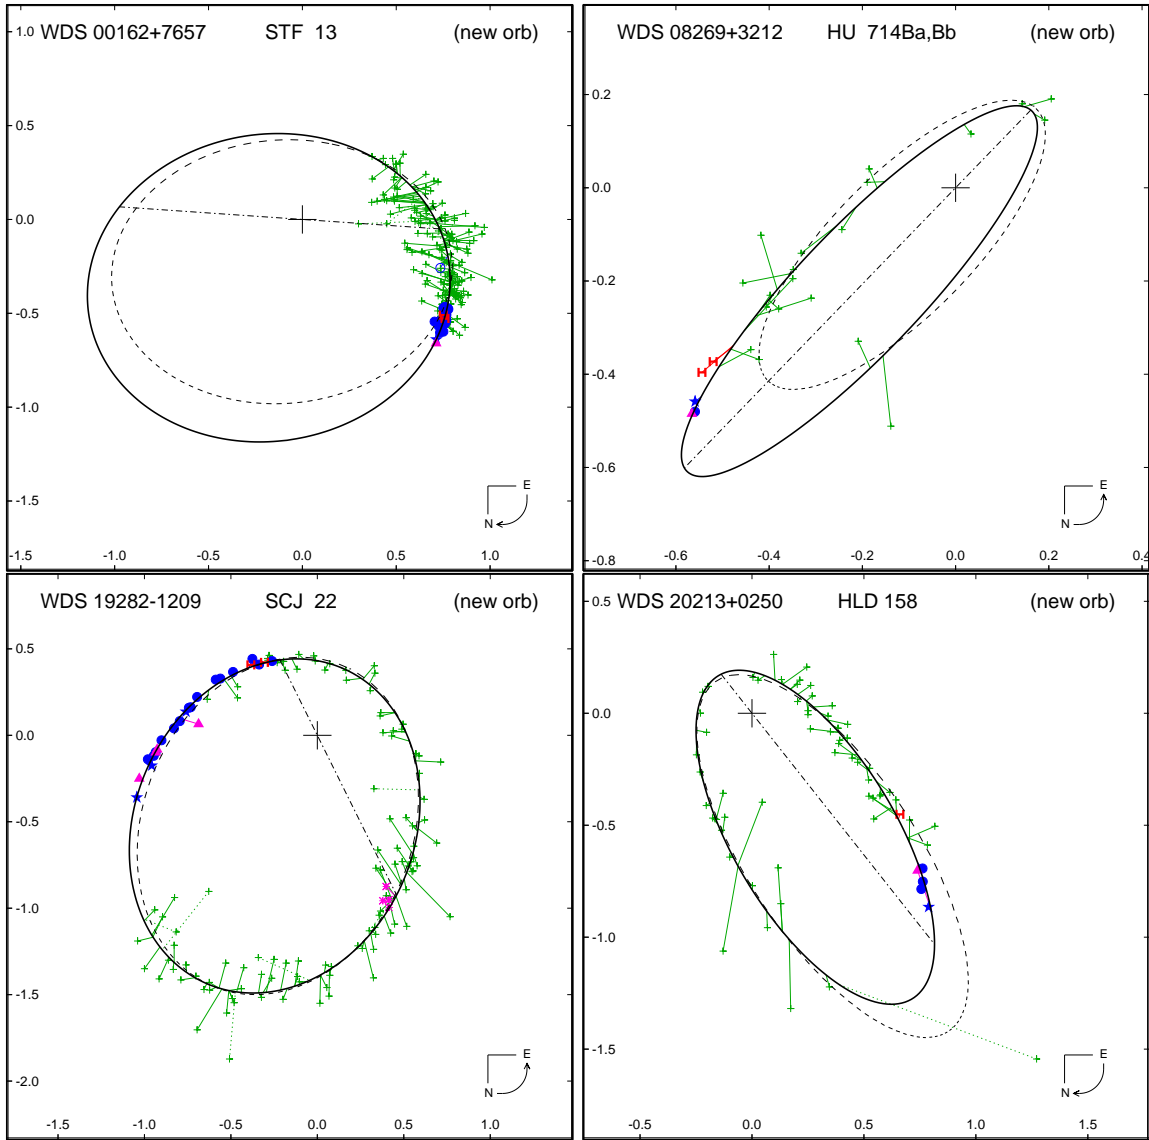 WDS 00162+7657 STF 13 (new orb)
1.0
0.5
0.0
-0.5
-1.0
-1.5
-1.5 -1.0 -0.5 0.0 0.5 1.0
E
N
WDS 08269+3212 HU 714Ba,Bb (new orb)
0.2
0.0
-0.2
-0.4
-0.6
-0.8
-0.6 -0.4 -0.2 0.0 0.2 0.4
E
N
WDS 19282-1209 SCJ 22 (new orb)
0.5
0.0
-0.5
-1.0
-1.5
-2.0
-1.5 -1.0 -0.5 0.0 0.5 1.0
E
N
WDS 20213+0250 HLD 158 (new orb)
0.5
0.0
-0.5
-1.0
-1.5
-0.5 0.0 0.5 1.0 1.5
E
N